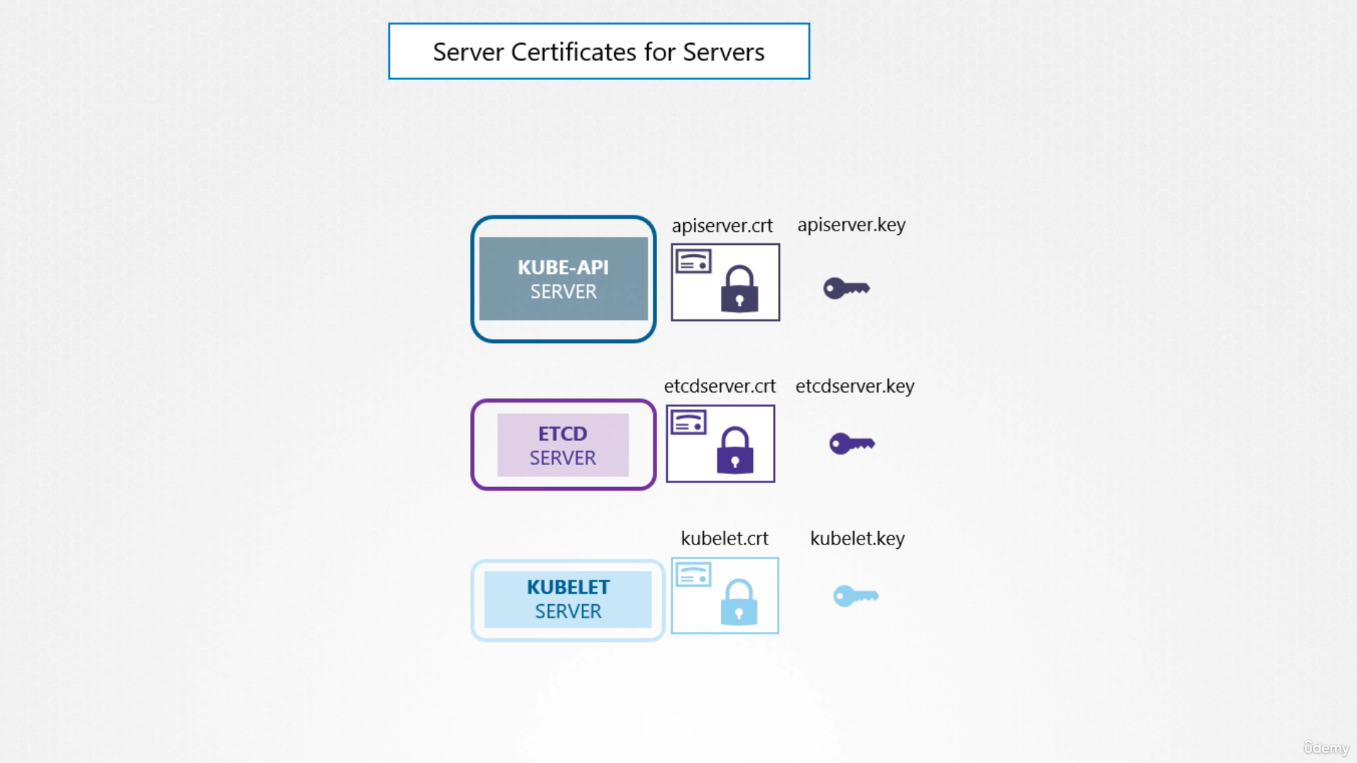 Server Certificates for Servers
apiserver.crt
apiserver.key
KUBE-API
SERVER
etcdserver.crt
etcdserver.key
ETCD
SERVER
kubelet.crt
kubelet.key
KUBELET
SERVER
ûdemy